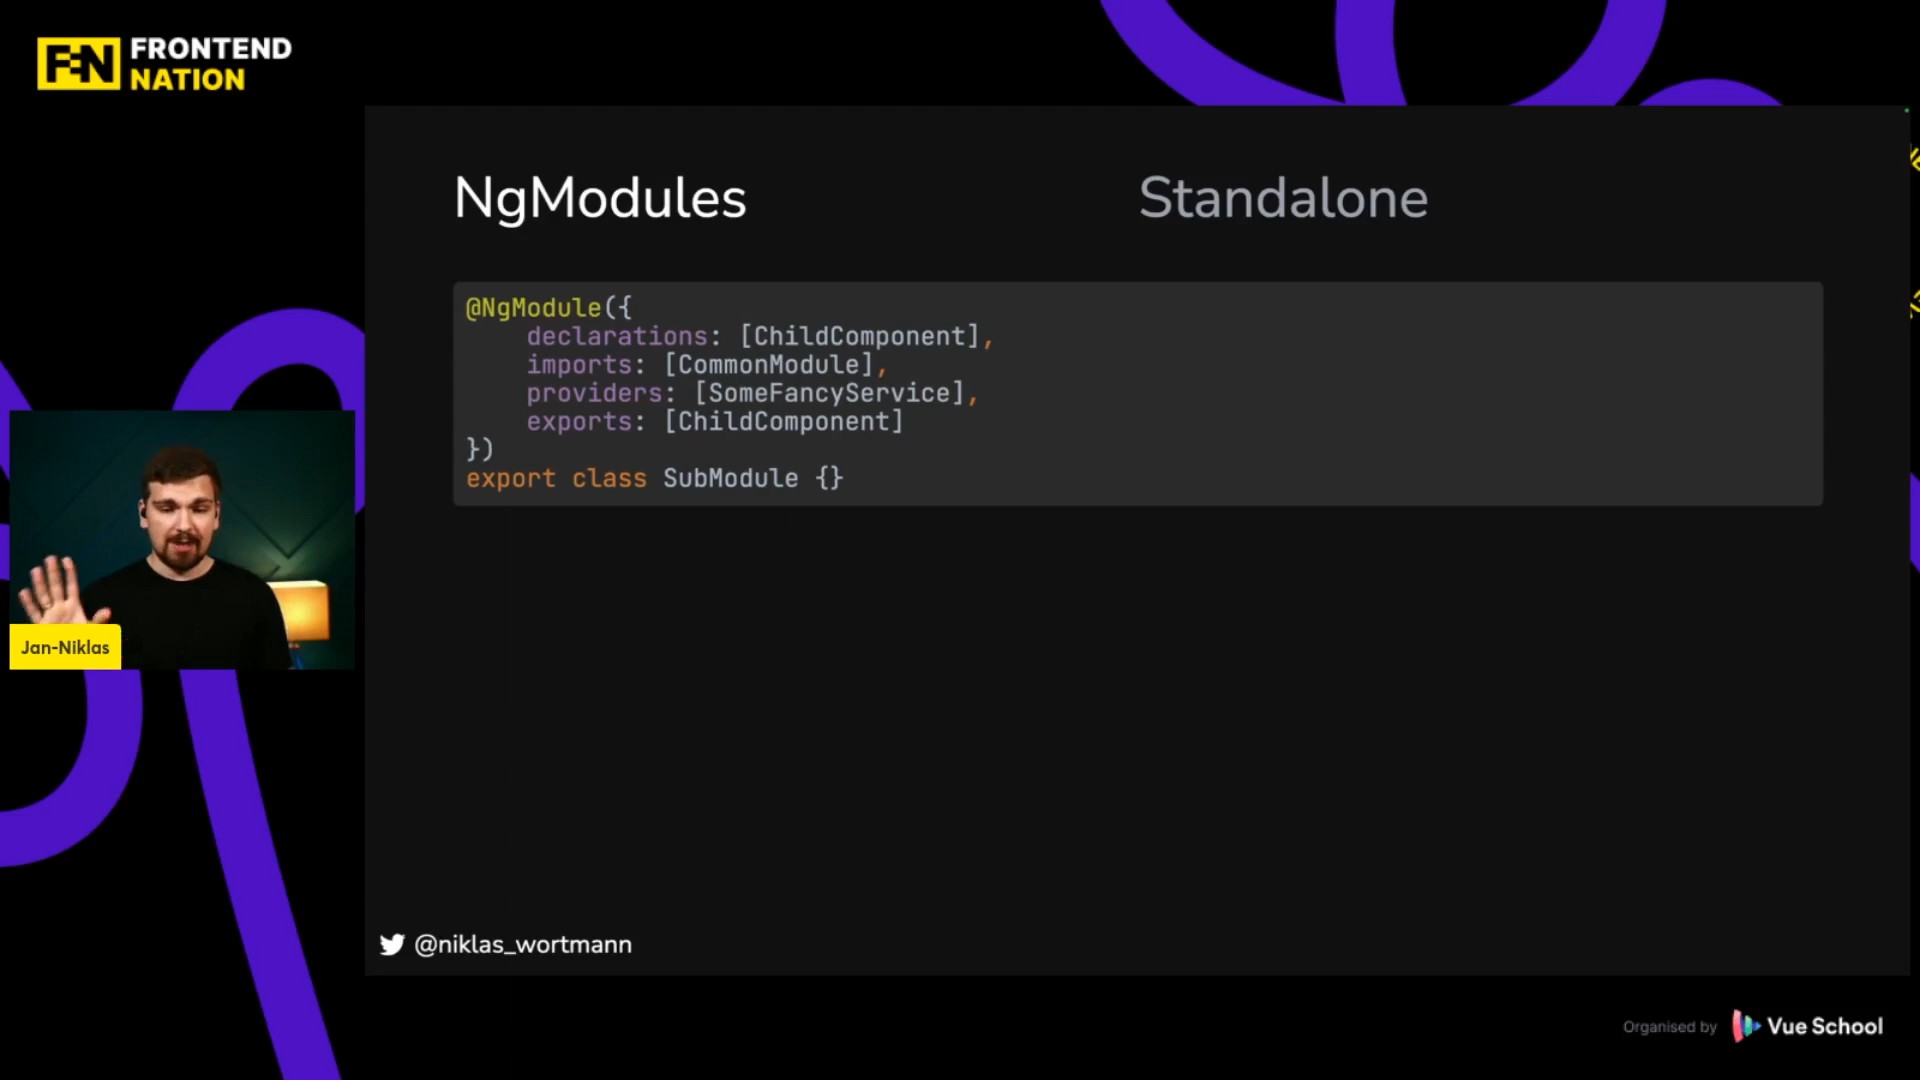 FEN FRONTEND
NATION
NgModules
Standalone
@NgModule({
    declarations: [ChildComponent],
    imports: [CommonModule],
    providers: [SomeFancyService],
    exports: [ChildComponent]
})
export class SubModule {}
Jan-Niklas
@niklas_wortmann
Organised by Vue School